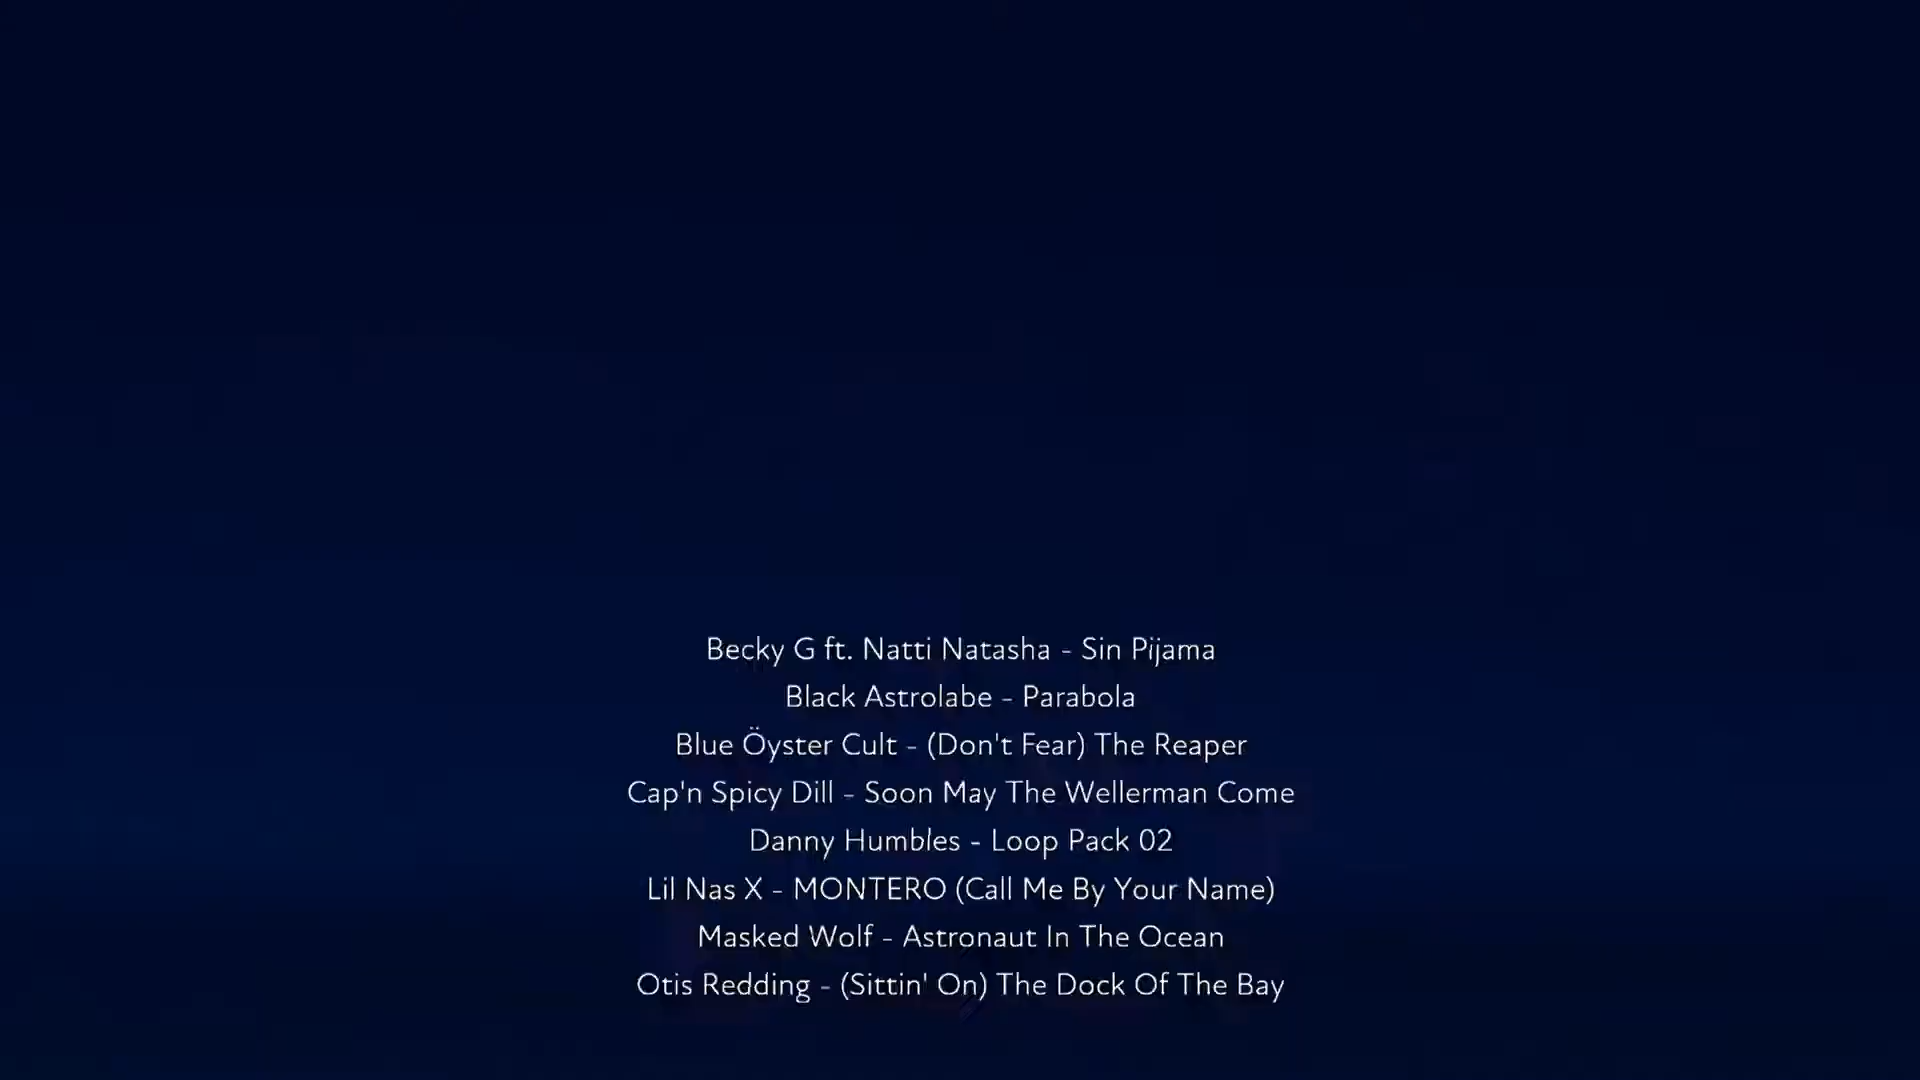 Becky G ft. Natti Natasha - Sin Pijama
Black Astrolabe - Parabola
Blue Öyster Cult - (Don't Fear) The Reaper
Cap'n Spicy Dill - Soon May The Wellerman Come
Danny Humbles - Loop Pack 02
Lil Nas X - MONTERO (Call Me By Your Name)
Masked Wolf - Astronaut In The Ocean
Otis Redding - (Sittin' On) The Dock Of The Bay